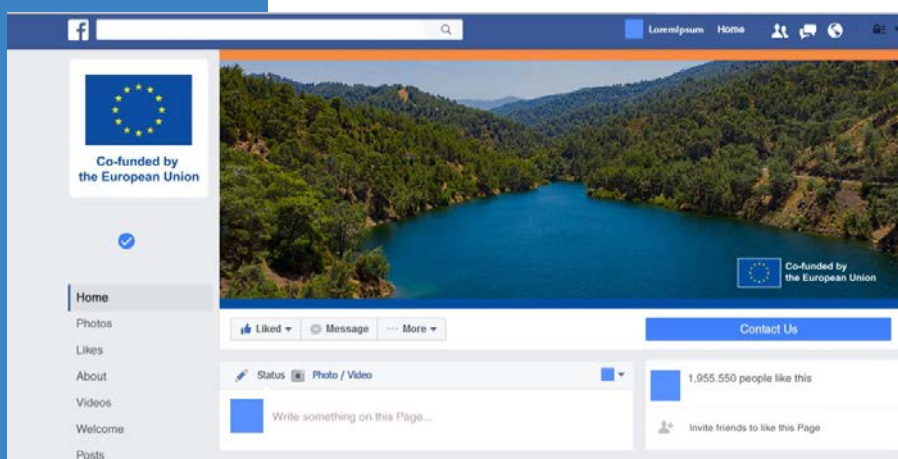 f
LoremIpsum Home
Co-funded by
the European Union
Co-funded by
the European Union
Home
Photos
Likes
About
Videos
Welcome
Posts
Liked Message ··· More
Contact Us
Status Photo / Video
Write something on this Page...
1,955.550 people like this
Invite friends to like this Page